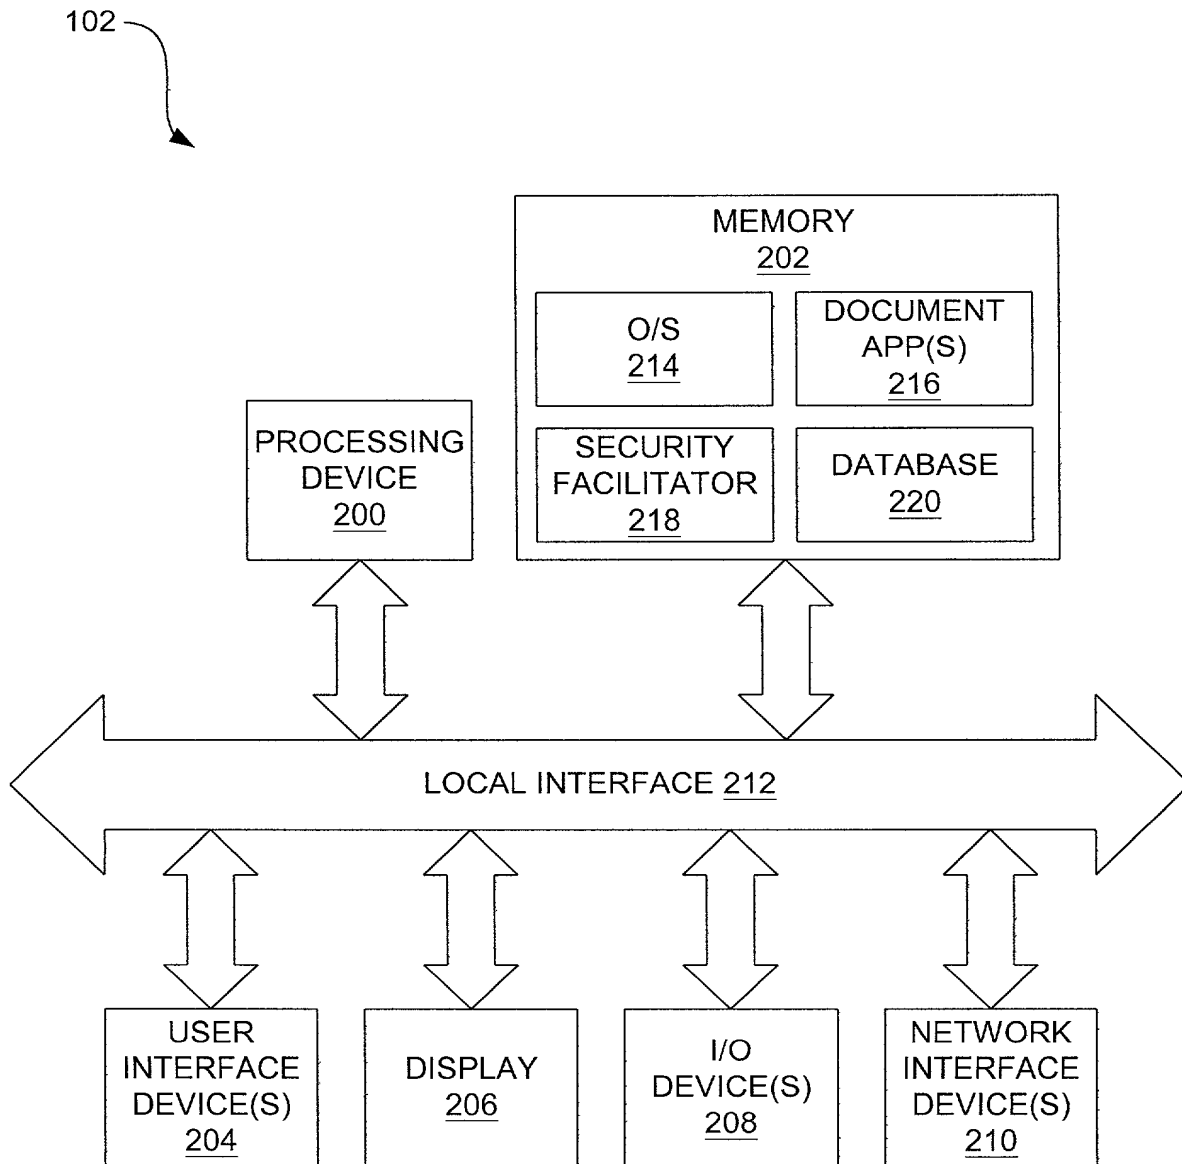 102
MEMORY
202
O/S
214
DOCUMENT
APP(S)
216
PROCESSING
DEVICE
200
SECURITY
FACILITATOR
218
DATABASE
220
LOCAL INTERFACE 212
USER
INTERFACE
DEVICE(S)
204
DISPLAY
206
I/O
DEVICE(S)
208
NETWORK
INTERFACE
DEVICE(S)
210